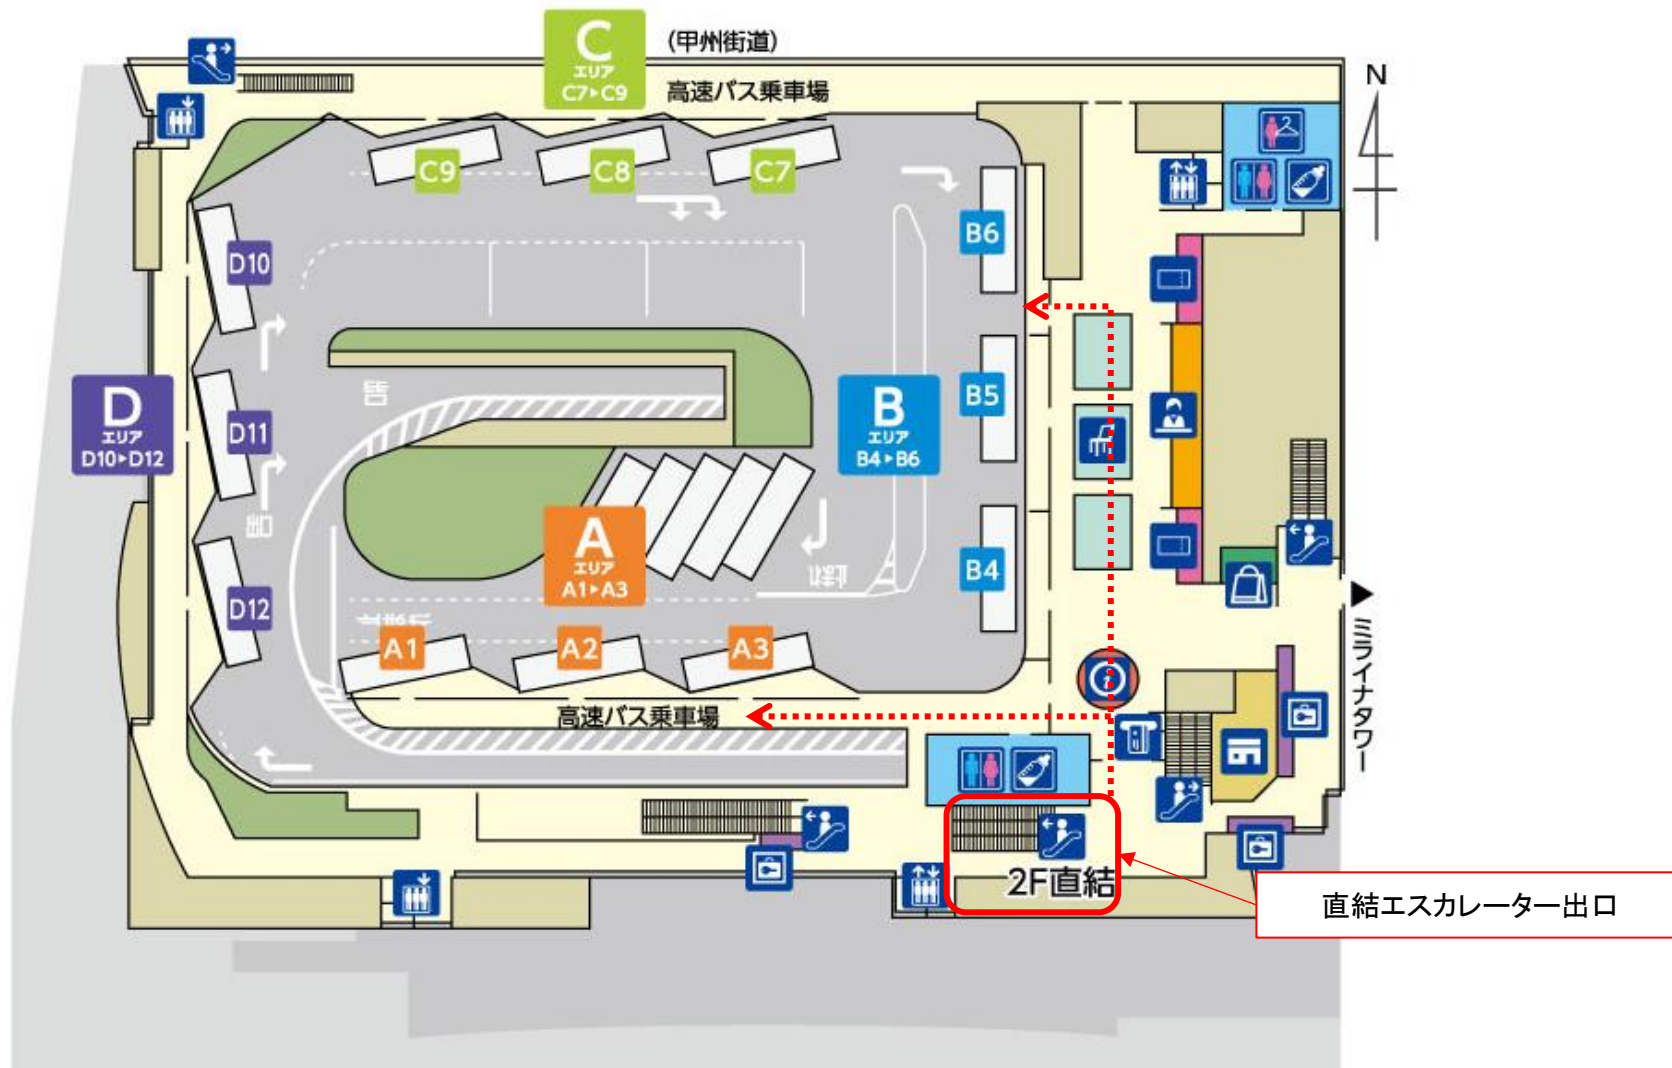 C
エリア
C7▶C9
(甲州街道)
高速バス乗車場
N
C9
C8
C7
B6
D10
D
エリア
D10▶D12
D11
B
エリア
B4▶B6
B5
A
エリア
A1▶A3
B4
D12
A1
A2
A3
高速バス乗車場
ミライナタワー
2F直結
直結エスカレーター出口